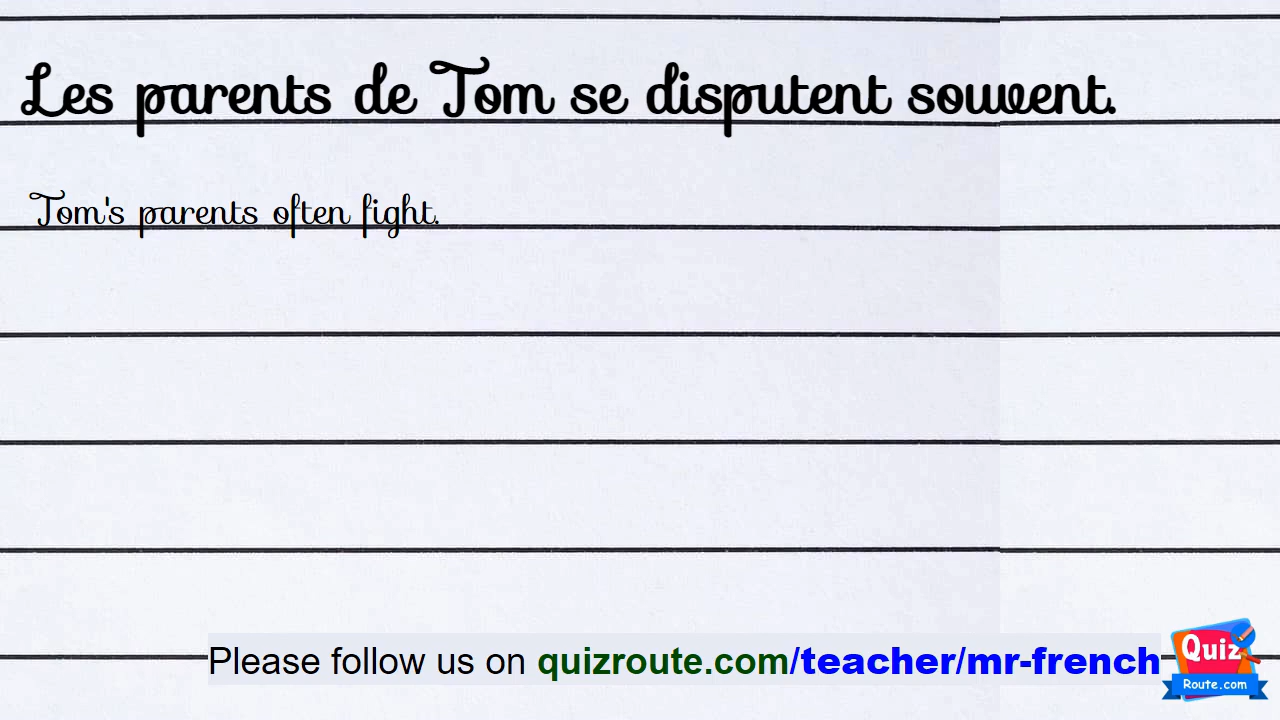 Les parents de Tom se disputent souvent.
Tom's parents often fight.
Please follow us on quizroute.com/teacher/mr-french
Quiz
Route.com